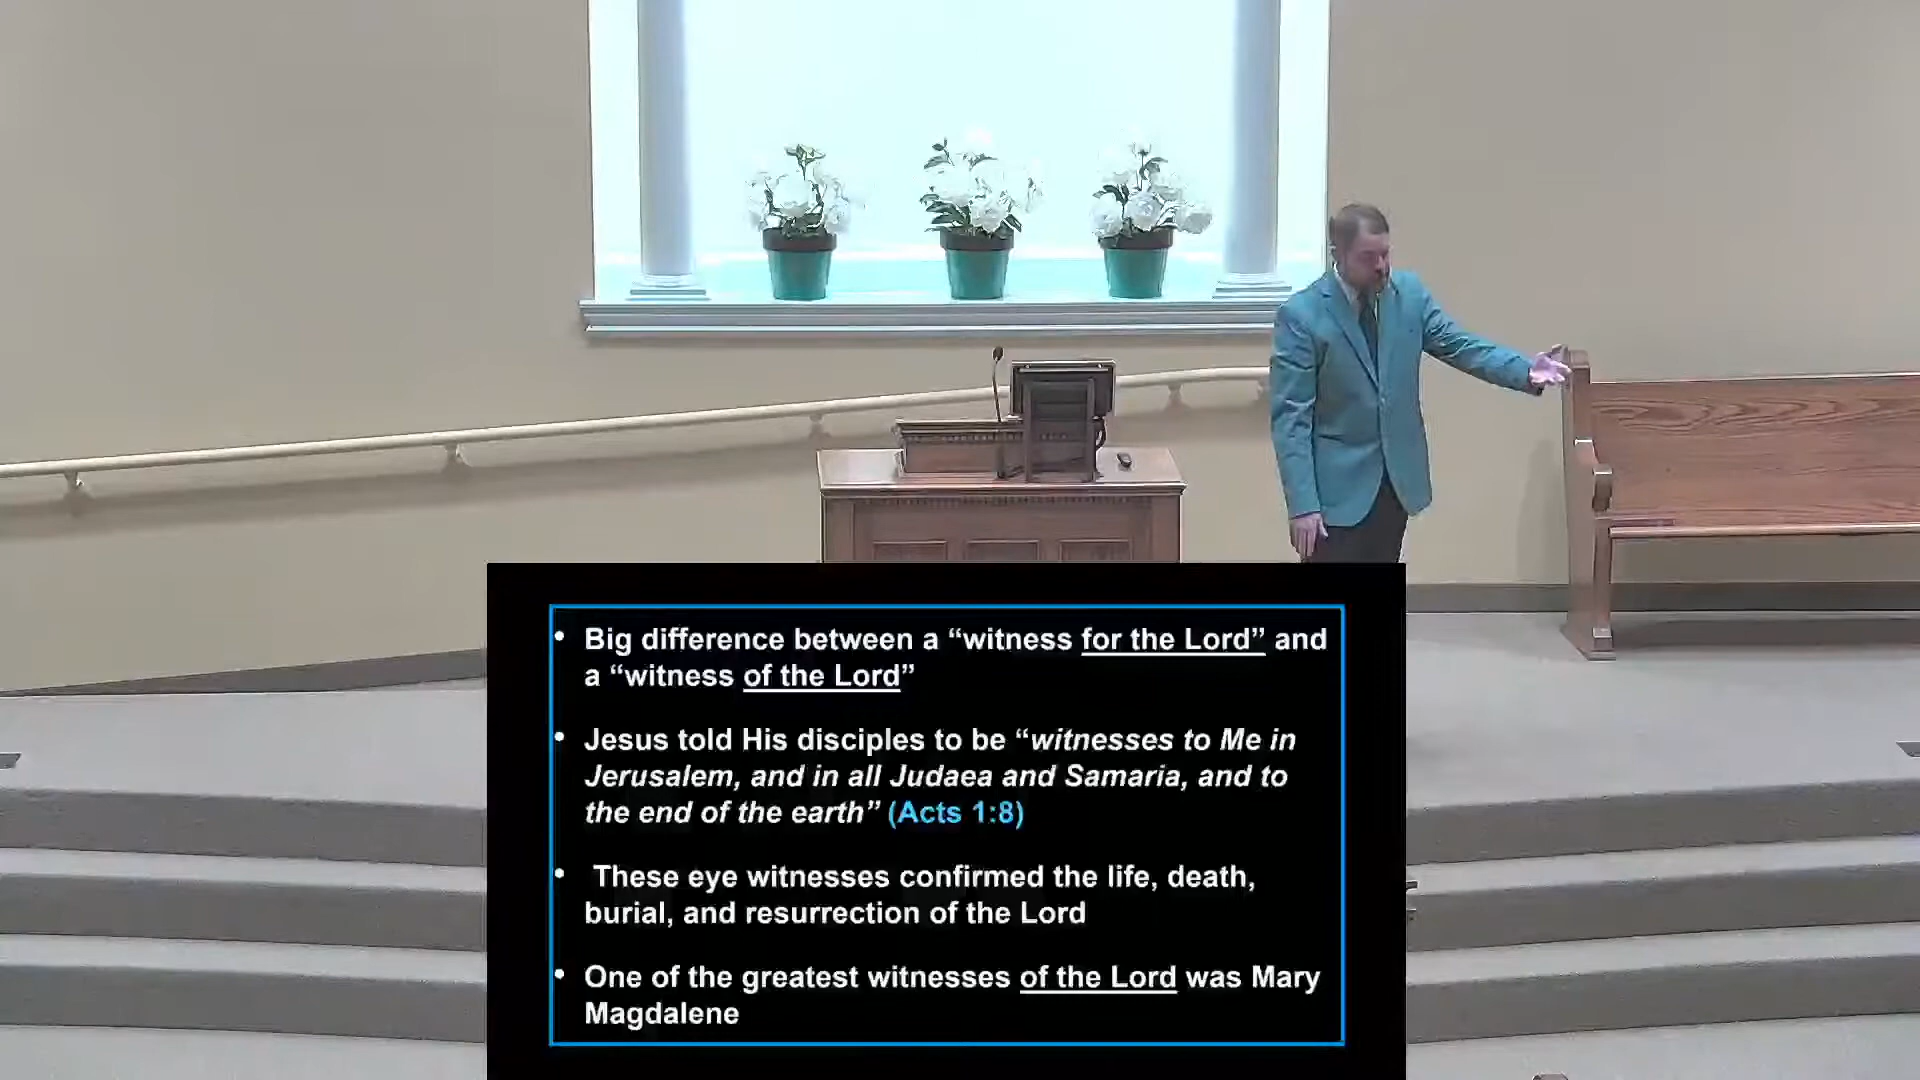 • Big difference between a “witness for the Lord” and
a “witness of the Lord”
• Jesus told His disciples to be “witnesses to Me in
Jerusalem, and in all Judaea and Samaria, and to
the end of the earth” (Acts 1:8)
• These eye witnesses confirmed the life, death,
burial, and resurrection of the Lord
• One of the greatest witnesses of the Lord was Mary
Magdalene